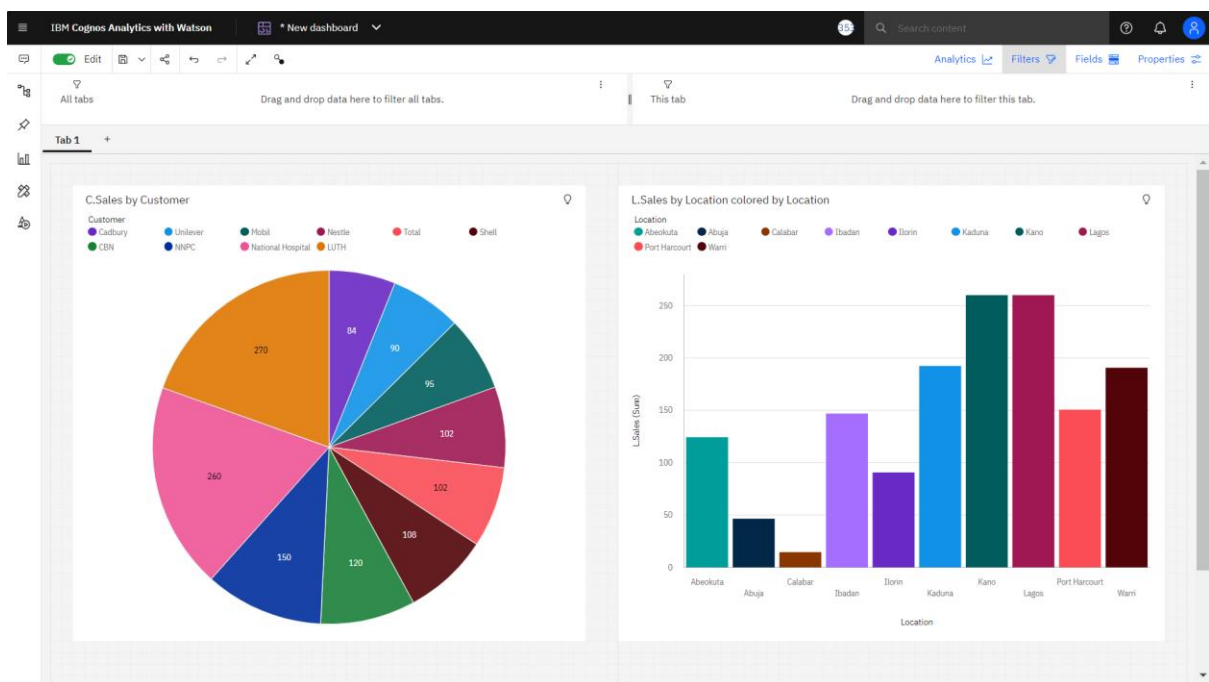 IBM Cognos Analytics with Watson
* New dashboard
Search content
Edit
Analytics
Filters
Fields
Properties
All tabs
Drag and drop data here to filter all tabs.
This tab
Drag and drop data here to filter this tab.
Tab 1 +
C.Sales by Customer
Customer
Cadbury Unilever Mobil Nestle Total Shell
CBN NNPC National Hospital LUTH
84
90
95
102
102
108
120
150
260
270
L.Sales by Location colored by Location
Location
Abeokuta Abuja Calabar Ibadan Ilorin Kaduna Kano Lagos
Port Harcourt Warri
L.Sales (Sum)
250
200
150
100
50
0
Abeokuta Calabar Ilorin Kano Port Harcourt
Abuja Ibadan Kaduna Lagos Warri
Location